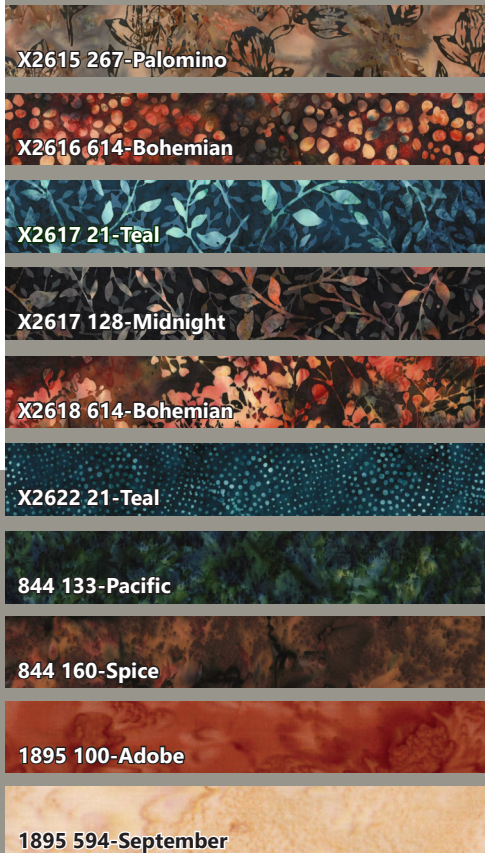 X2615 267-Palomino
X2616 614-Bohemian
X2617 21-Teal
X2617 128-Midnight
X2618 614-Bohemian
X2622 21-Teal
844 133-Pacific
844 160-Spice
1895 100-Adobe
1895 594-September